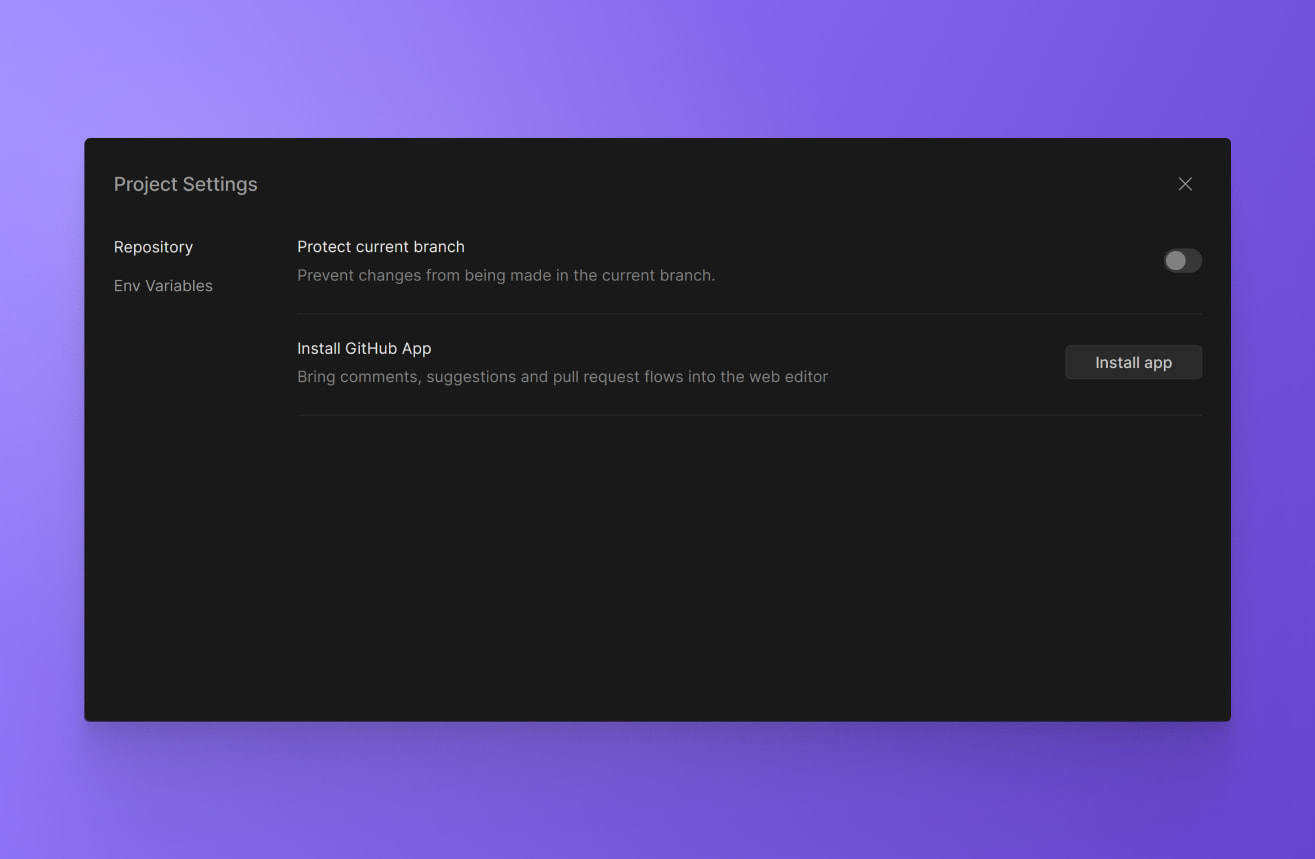 Project Settings
Repository
Env Variables
Protect current branch
Prevent changes from being made in the current branch.
Install GitHub App
Bring comments, suggestions and pull request flows into the web editor
Install app